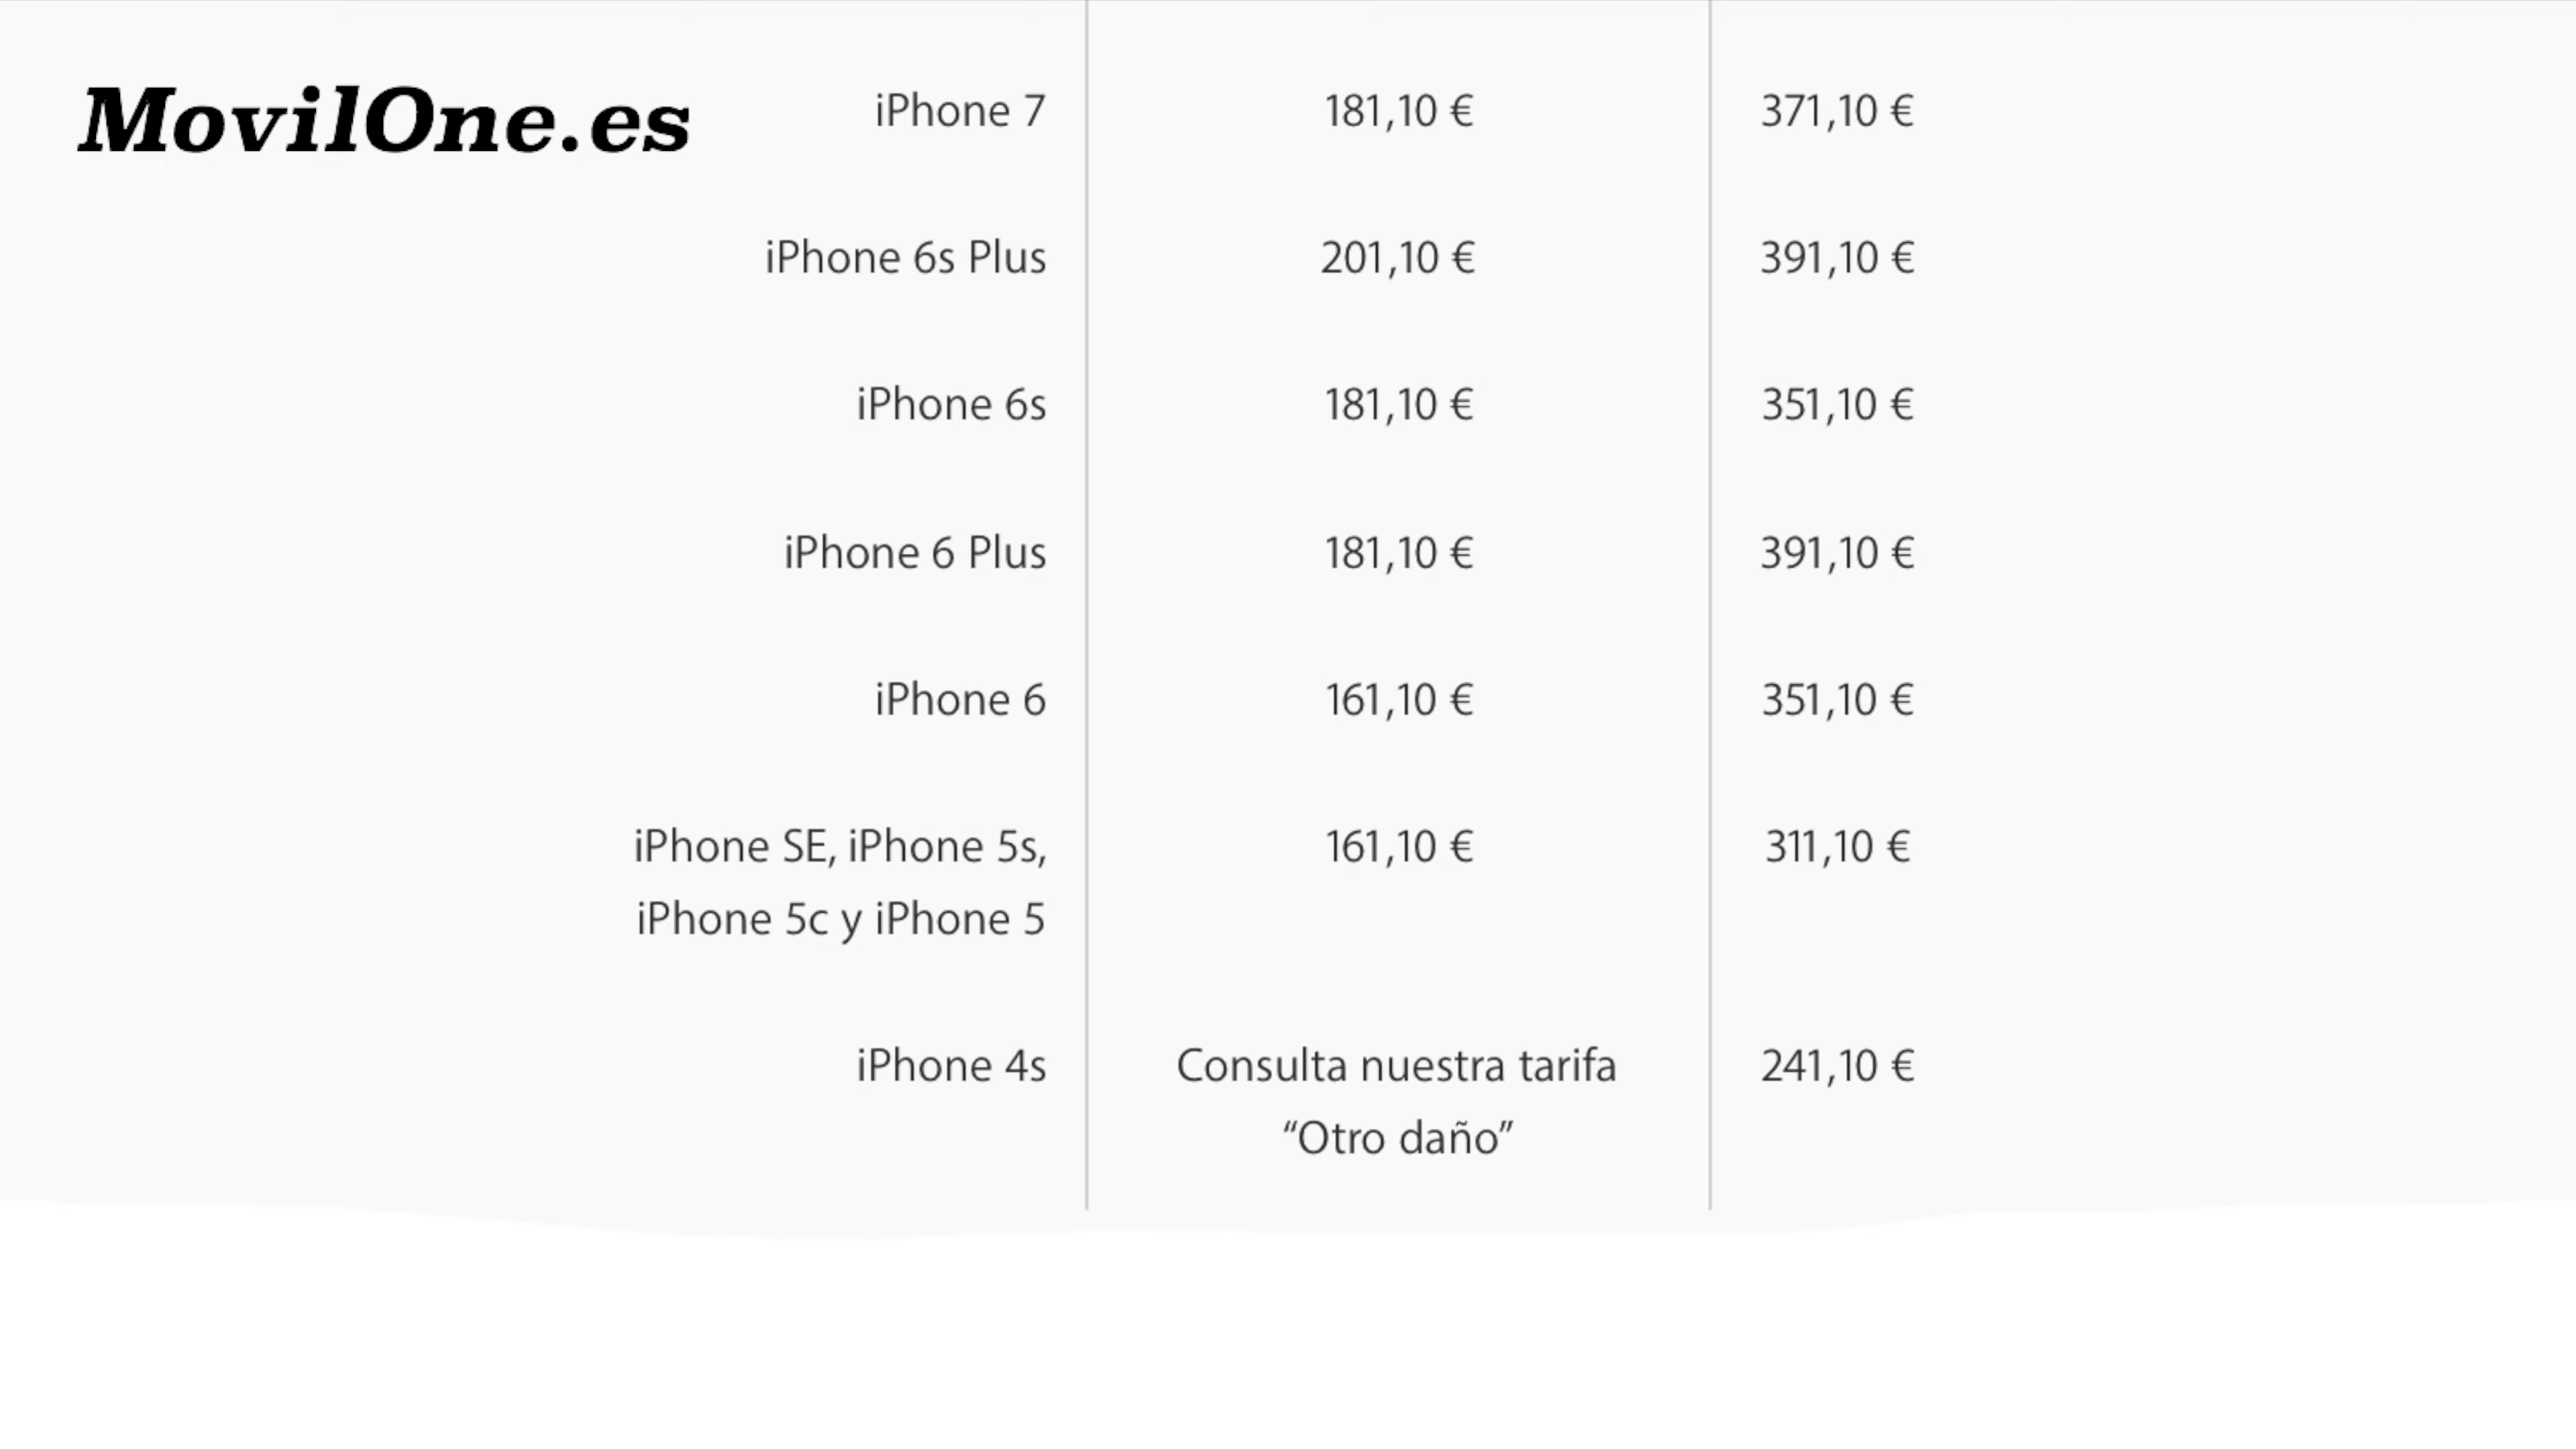 MovilOne.es
iPhone 7 181,10 € 371,10 €
iPhone 6s Plus 201,10 € 391,10 €
iPhone 6s 181,10 € 351,10 €
iPhone 6 Plus 181,10 € 391,10 €
iPhone 6 161,10 € 351,10 €
iPhone SE, iPhone 5s, 161,10 € 311,10 €
iPhone 5c y iPhone 5
iPhone 4s Consulta nuestra tarifa 241,10 €
“Otro daño”